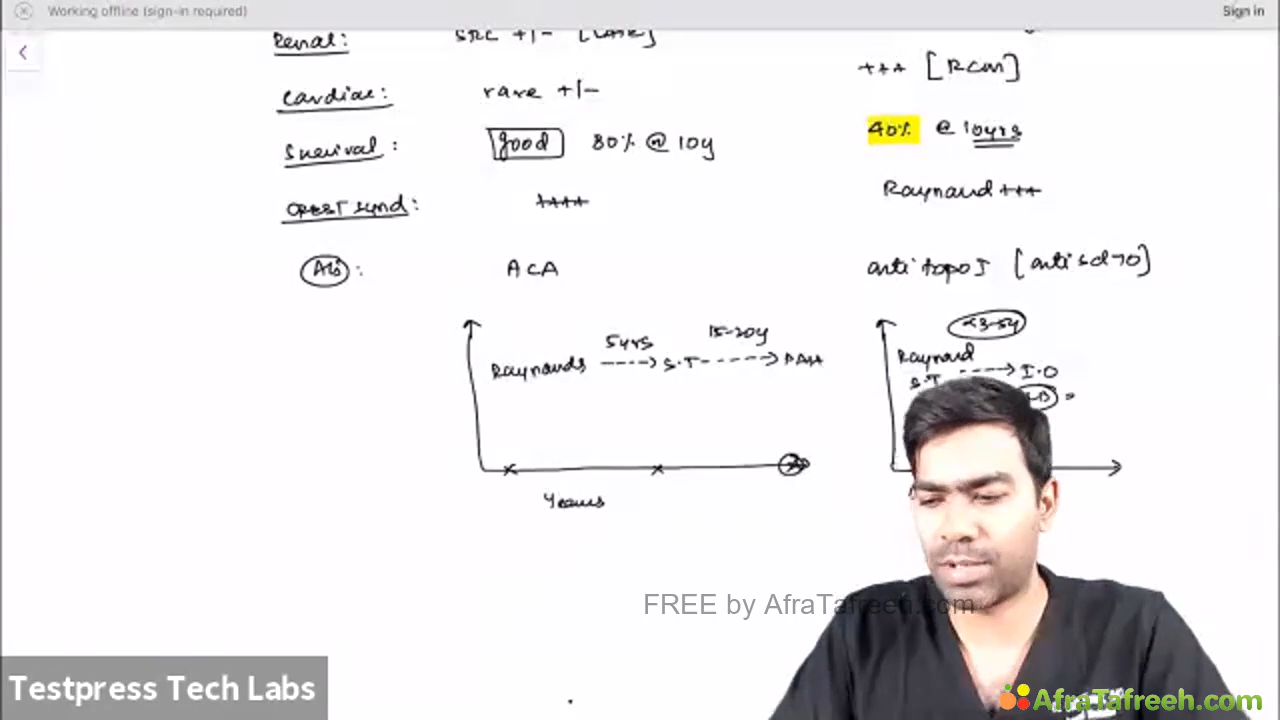 Working offline (sign-in required)
Sign in
Renal: SRC +/- [Late]
+++ [RCM]
Cardiac: rare +/-
Survival: good 80% @ 10y 40% @ 10yrs
CREST synd: ++++ Raynaud +++
Ab: ACA anti topo I [anti scl 70]
5yrs 15-20y <3-5y
Raynauds S.T PAH
Raynaud
S.T I.O
Years
FREE by AfraTafreeh.com
Testpress Tech Labs
AfraTafreeh.com